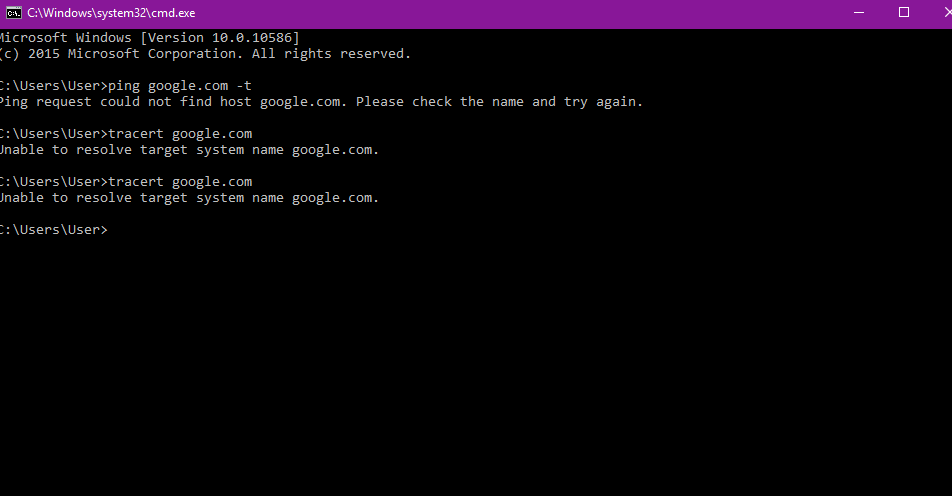 C:\Windows\system32\cmd.exe
Microsoft Windows [Version 10.0.10586]
(c) 2015 Microsoft Corporation. All rights reserved.
C:\Users\User>ping google.com -t
Ping request could not find host google.com. Please check the name and try again.
C:\Users\User>tracert google.com
Unable to resolve target system name google.com.
C:\Users\User>tracert google.com
Unable to resolve target system name google.com.
C:\Users\User>